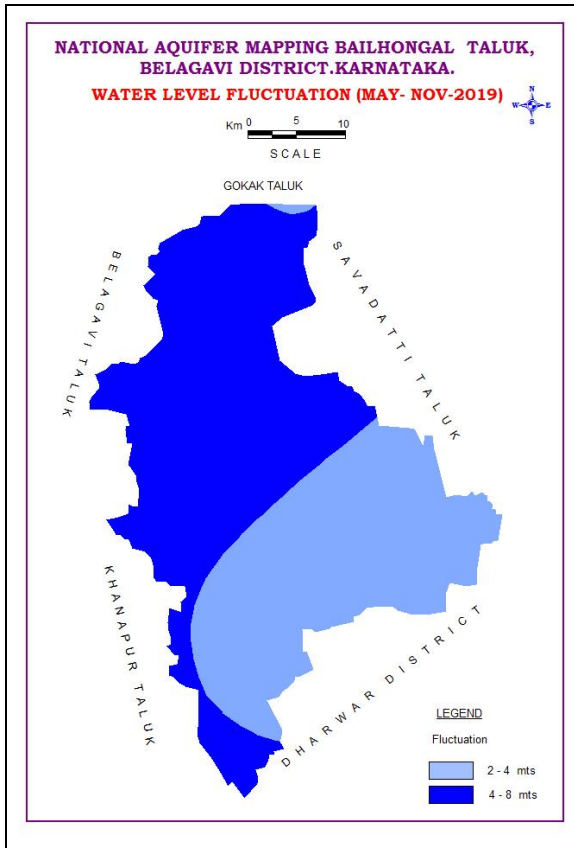 NATIONAL AQUIFER MAPPING BAILHONGAL TALUK,
BELAGAVI DISTRICT.KARNATAKA.
WATER LEVEL FLUCTUATION (MAY- NOV-2019)
N
W E
S
Km 0 5 10
SCALE
GOKAK TALUK
BELAGAVI TALUK
SAVADATTI TALUK
KHANAPUR TALUK
DHARWAR DISTRICT
LEGEND
Fluctuation
2 - 4 mts
4 - 8 mts